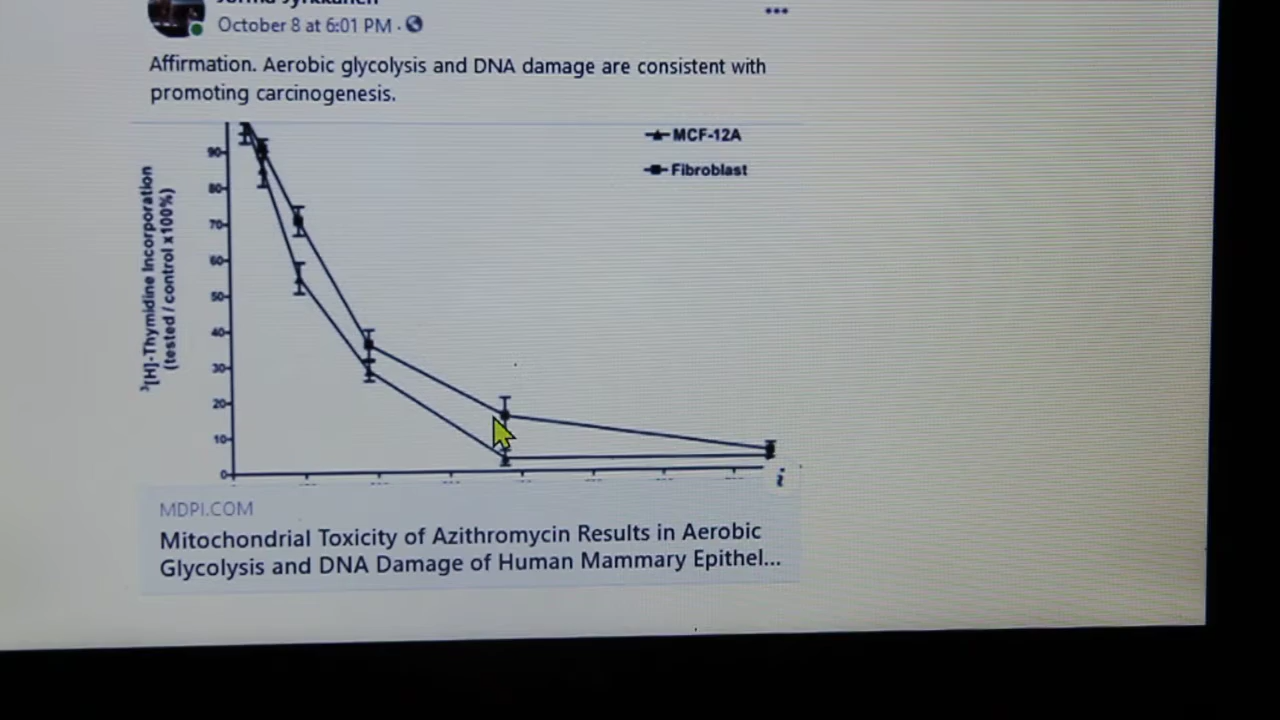 October 8 at 6:01 PM ·
Affirmation. Aerobic glycolysis and DNA damage are consistent with
promoting carcinogenesis.
MCF-12A
Fibroblast
³[H]-Thymidine Incorporation
(tested / control x100%)
90
80
70
60
50
40
30
20
10
0
i
MDPI.COM
Mitochondrial Toxicity of Azithromycin Results in Aerobic
Glycolysis and DNA Damage of Human Mammary Epithel...